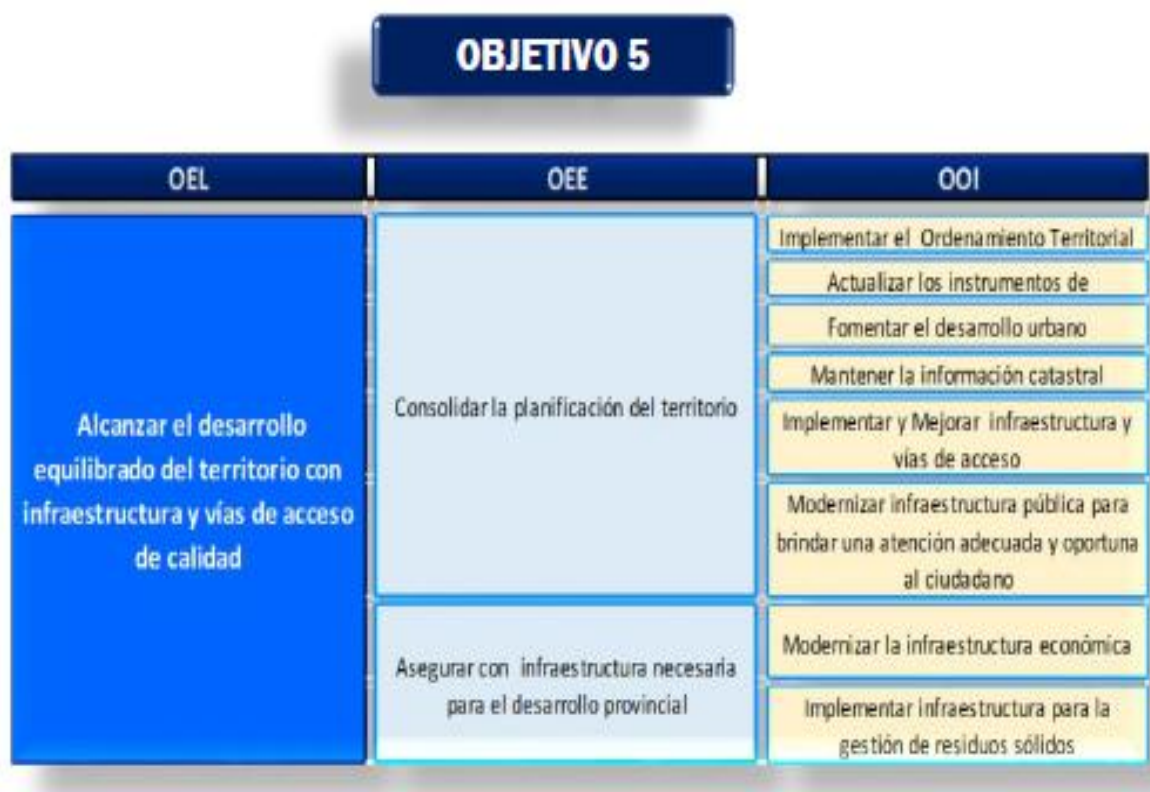 OBJETIVO 5
OEL
OEE
OOI
Alcanzar el desarrollo
equilibrado del territorio con
infraestructura y vías de acceso
de calidad
Consolidar la planificación del territorio
Implementar el Ordenamiento Territorial
Actualizar los instrumentos de
Fomentar el desarrollo urbano
Mantener la información catastral
Implementar y Mejorar infraestructura y
vías de acceso
Modernizar infraestructura pública para
brindar una atención adecuada y oportuna
al ciudadano
Asegurar con infraestructura necesaria
para el desarrollo provincial
Modernizar la infraestructura económica
Implementar infraestructura para la
gestión de residuos sólidos